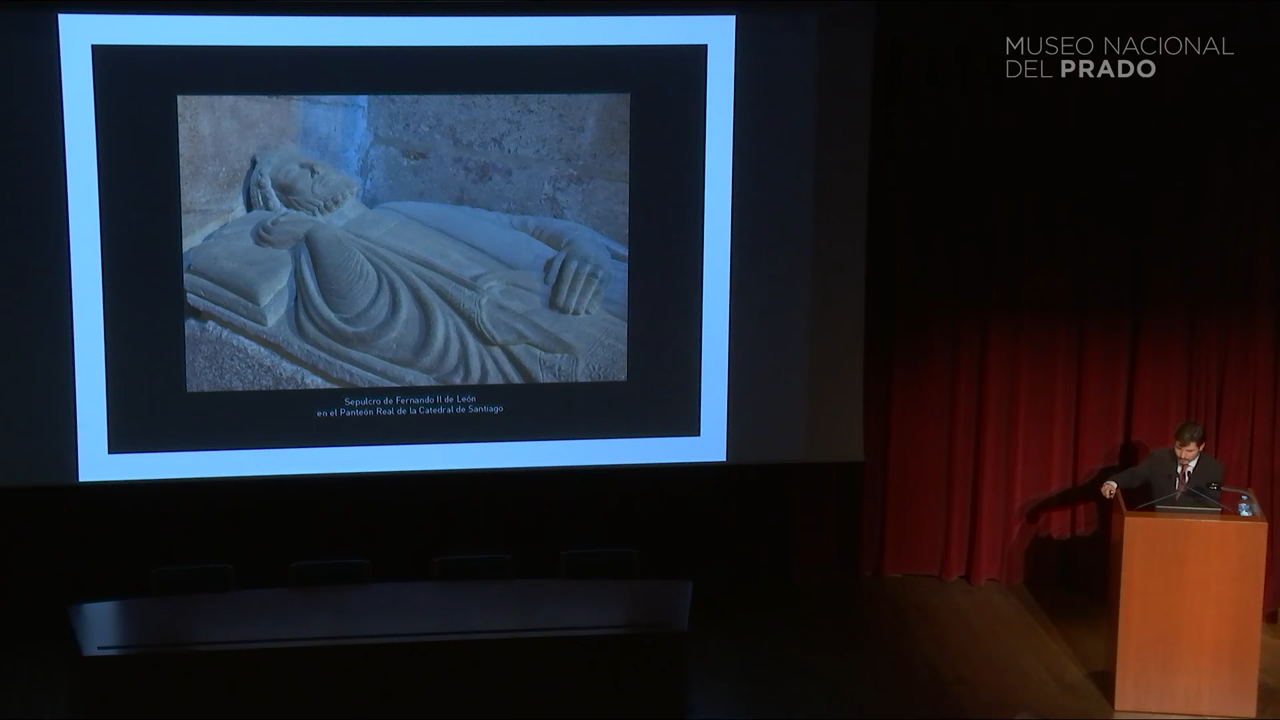 MUSEO NACIONAL
DEL PRADO
Sepulcro de Fernando II de León
en el Panteón Real de la Catedral de Santiago